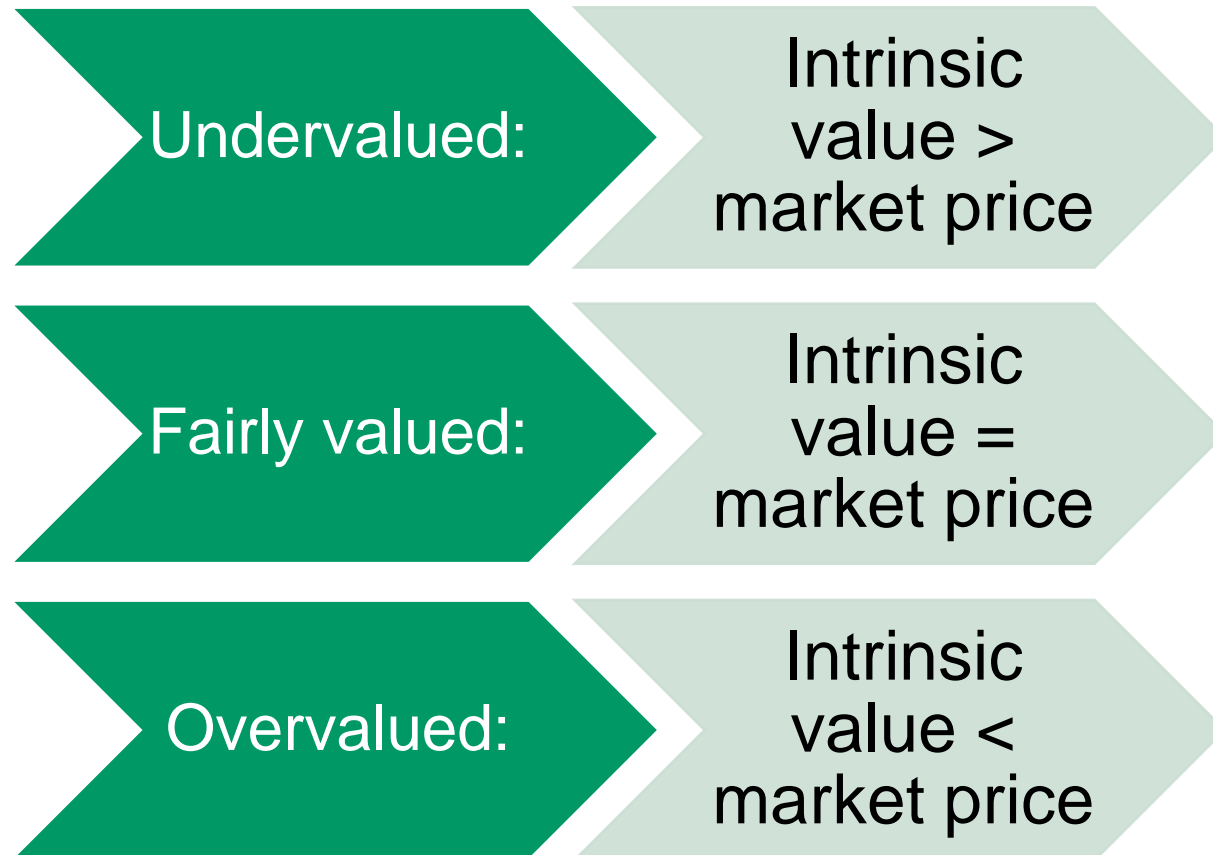 Undervalued:
Intrinsic
value >
market price
Fairly valued:
Intrinsic
value =
market price
Overvalued:
Intrinsic
value <
market price